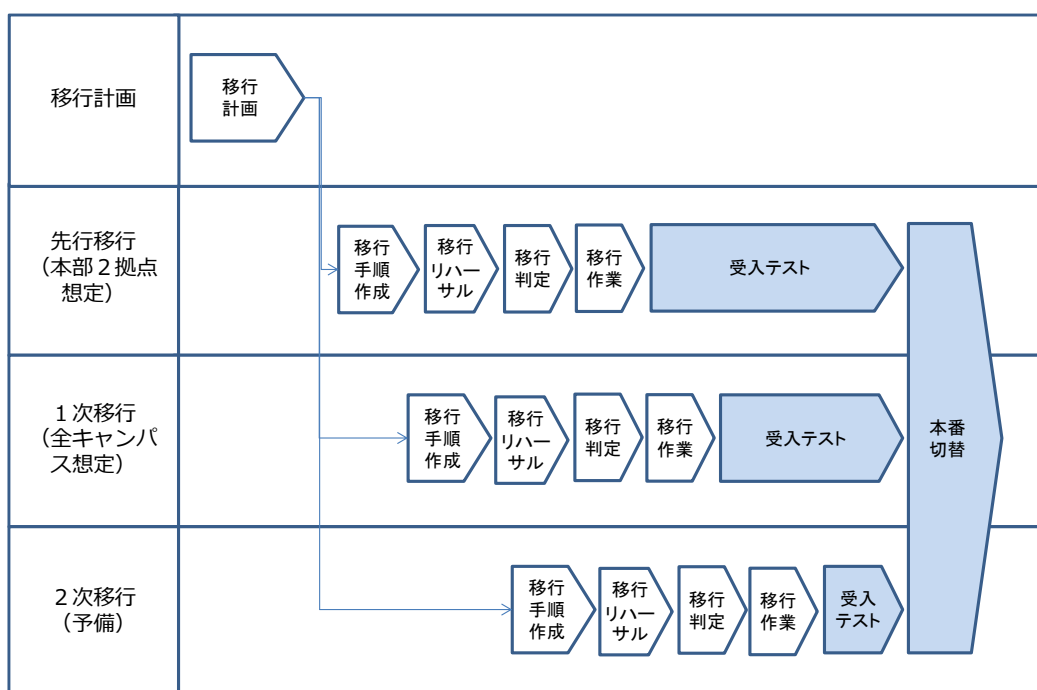 移行計画
移行
計画
先行移行
（本部２拠点
想定）
移行
手順
作成
移行
リハー
サル
移行
判定
移行
作業
受入テスト
１次移行
（全キャンパ
ス想定）
移行
手順
作成
移行
リハー
サル
移行
判定
移行
作業
受入テスト
本番
切替
２次移行
（予備）
移行
手順
作成
移行
リハー
サル
移行
判定
移行
作業
受入
テスト